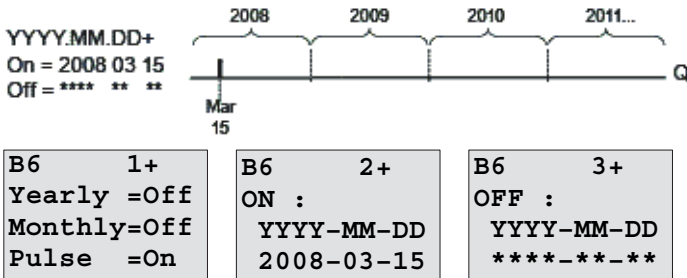 2008 2009 2010 2011...
YYYY.MM.DD+
On = 2008 03 15
Off = **** ** **
Q
Mar
15
B6 1+
Yearly =Off
Monthly=Off
Pulse =On
B6 2+
ON :
YYYY-MM-DD
2008-03-15
B6 3+
OFF :
YYYY-MM-DD
****-**-**